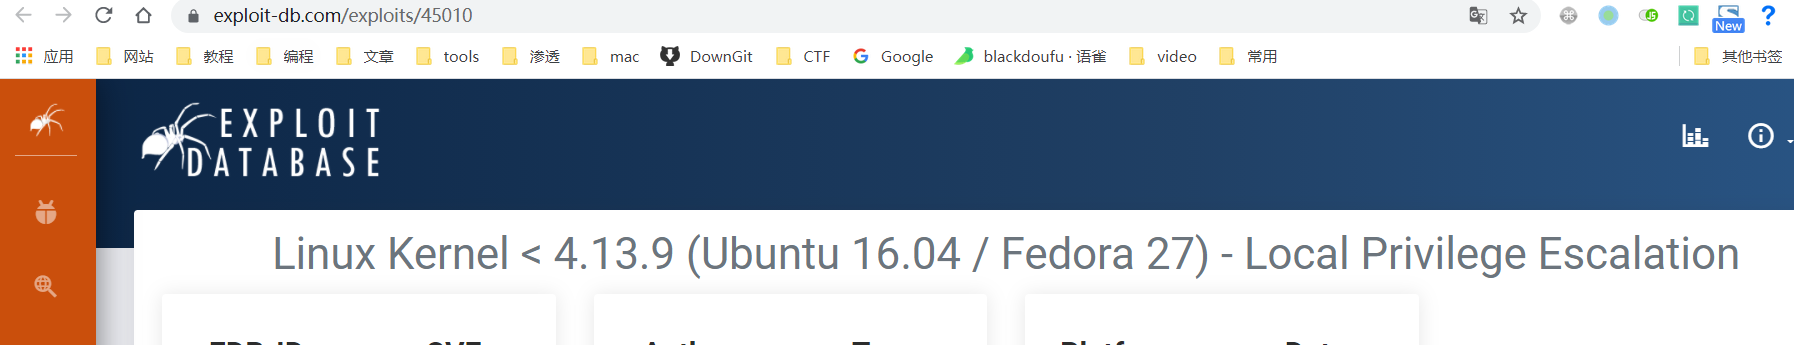 exploit-db.com/exploits/45010
New
应用 网站 教程 编程 文章 tools 渗透 mac DownGit CTF Google blackdoufu · 语雀 video 常用 其他书签
EXPLOIT
DATABASE
Linux Kernel < 4.13.9 (Ubuntu 16.04 / Fedora 27) - Local Privilege Escalation